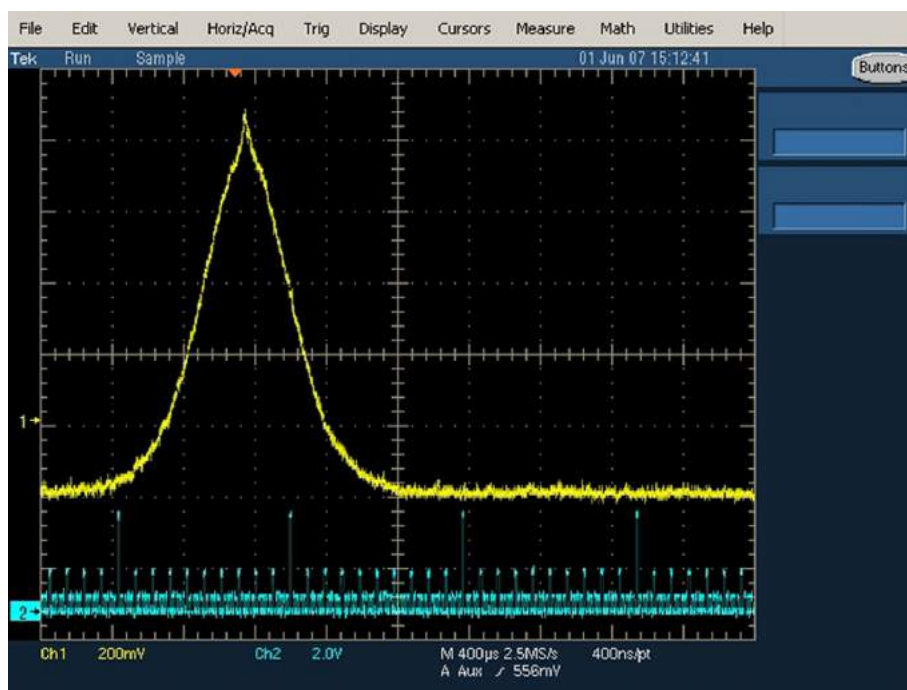 File Edit Vertical Horiz/Acq Trig Display Cursors Measure Math Utilities Help
Tek Run Sample 01 Jun 07 15:12:41 Buttons
1
2
Ch1 200mV Ch2 2.0V M 400µs 2.5MS/s 400ns/pt
A Aux 556mV